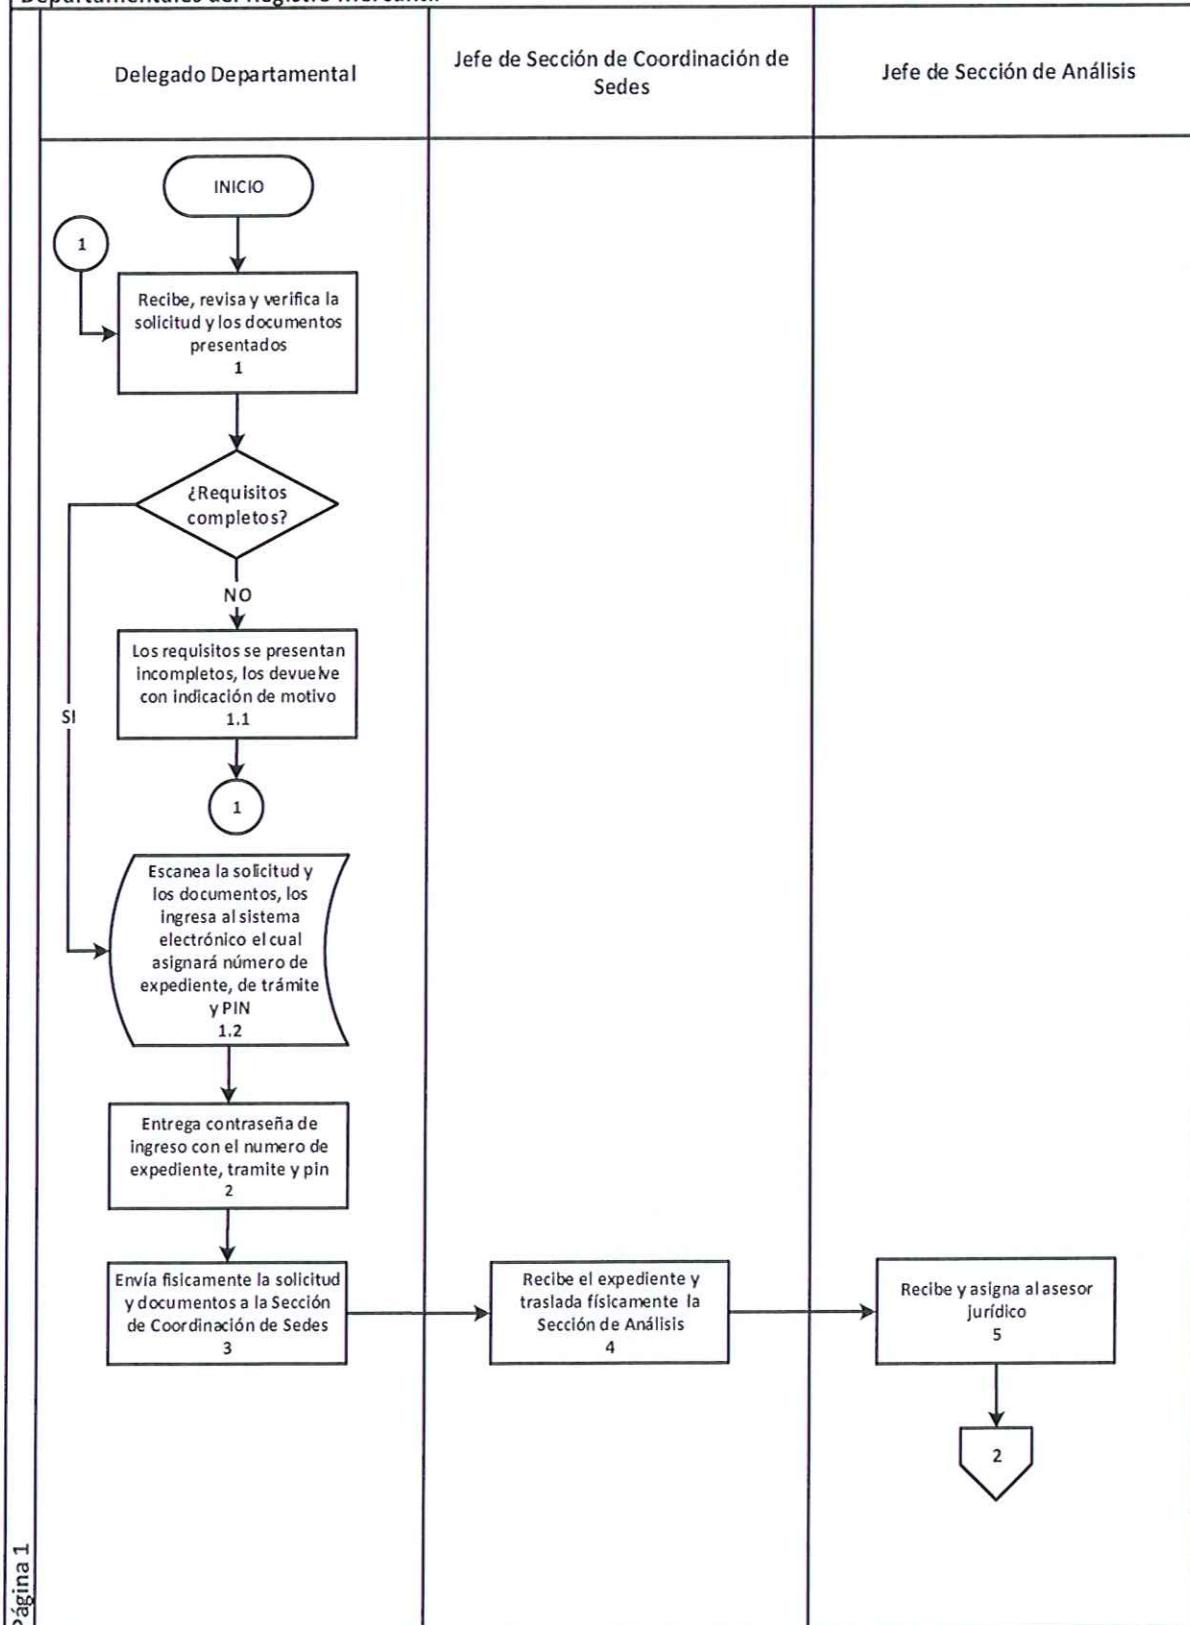 Departamentales del Registro Mercantil
Delegado Departamental
Jefe de Sección de Coordinación de
Sedes
Jefe de Sección de Análisis
INICIO
1
Recibe, revisa y verifica la
solicitud y los documentos
presentados
1
¿Requisitos
completos?
NO
Los requisitos se presentan
incompletos, los devuelve
con indicación de motivo
1.1
SI
1
Escanea la solicitud y
los documentos, los
ingresa al sistema
electrónico el cual
asignará número de
expediente, de trámite
y PIN
1.2
Entrega contraseña de
ingreso con el numero de
expediente, tramite y pin
2
Envía fisicamente la solicitud
y documentos a la Sección
de Coordinación de Sedes
3
Recibe el expediente y
traslada físicamente la
Sección de Análisis
4
Recibe y asigna al asesor
jurídico
5
2
Página 1